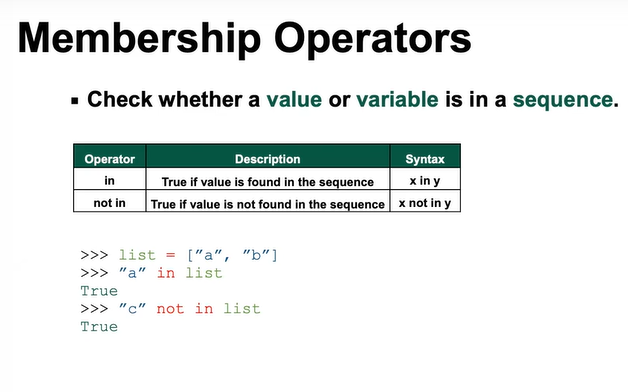 Membership Operators
▪ Check whether a value or variable is in a sequence.
Operator Description Syntax
in True if value is found in the sequence x in y
not in True if value is not found in the sequence x not in y
>>> list = [”a”, ”b”]
>>> ”a” in list
True
>>> ”c” not in list
True